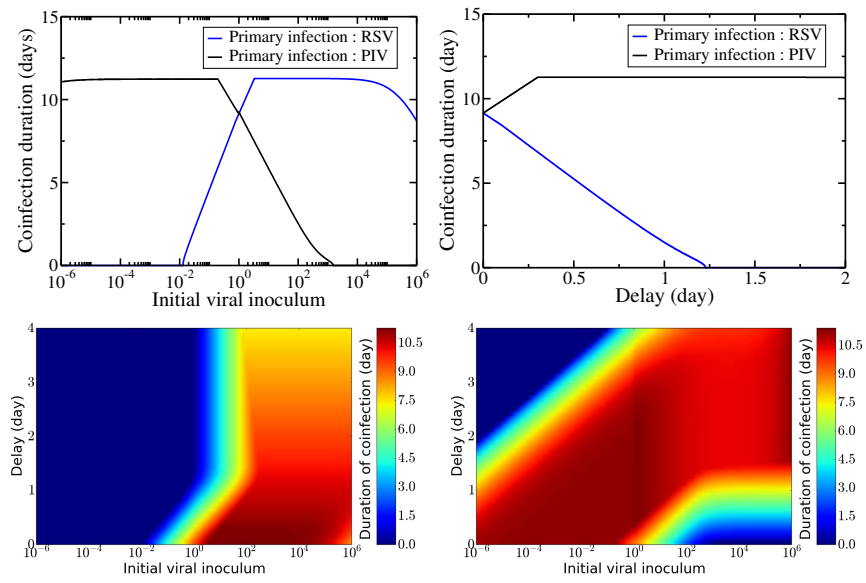 Coinfection duration (days)
15
10
5
0
Primary infection : RSV
Primary infection : PIV
10^-6 10^-4 10^-2 10^0 10^2 10^4 10^6
Initial viral inoculum
Coinfection duration (day)
15
10
5
0
Primary infection : RSV
Primary infection : PIV
0 0.5 1 1.5 2
Delay (day)
Delay (day)
4
3
2
1
0
10^-6 10^-4 10^-2 10^0 10^2 10^4 10^6
Initial viral inoculum
Duration of coinfection (day)
10.5
9.0
7.5
6.0
4.5
3.0
1.5
0.0
Delay (day)
4
3
2
1
0
10^-6 10^-4 10^-2 10^0 10^2 10^4 10^6
Initial viral inoculum
Duration of coinfection (day)
10.5
9.0
7.5
6.0
4.5
3.0
1.5
0.0